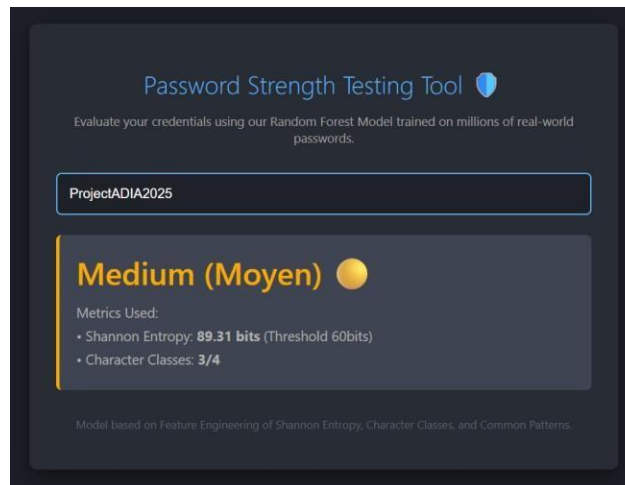 Password Strength Testing Tool
Evaluate your credentials using our Random Forest Model trained on millions of real-world
passwords.
ProjectADIA2025
Medium (Moyen)
Metrics Used:
• Shannon Entropy: 89.31 bits (Threshold 60bits)
• Character Classes: 3/4
Model based on Feature Engineering of Shannon Entropy, Character Classes, and Common Patterns.